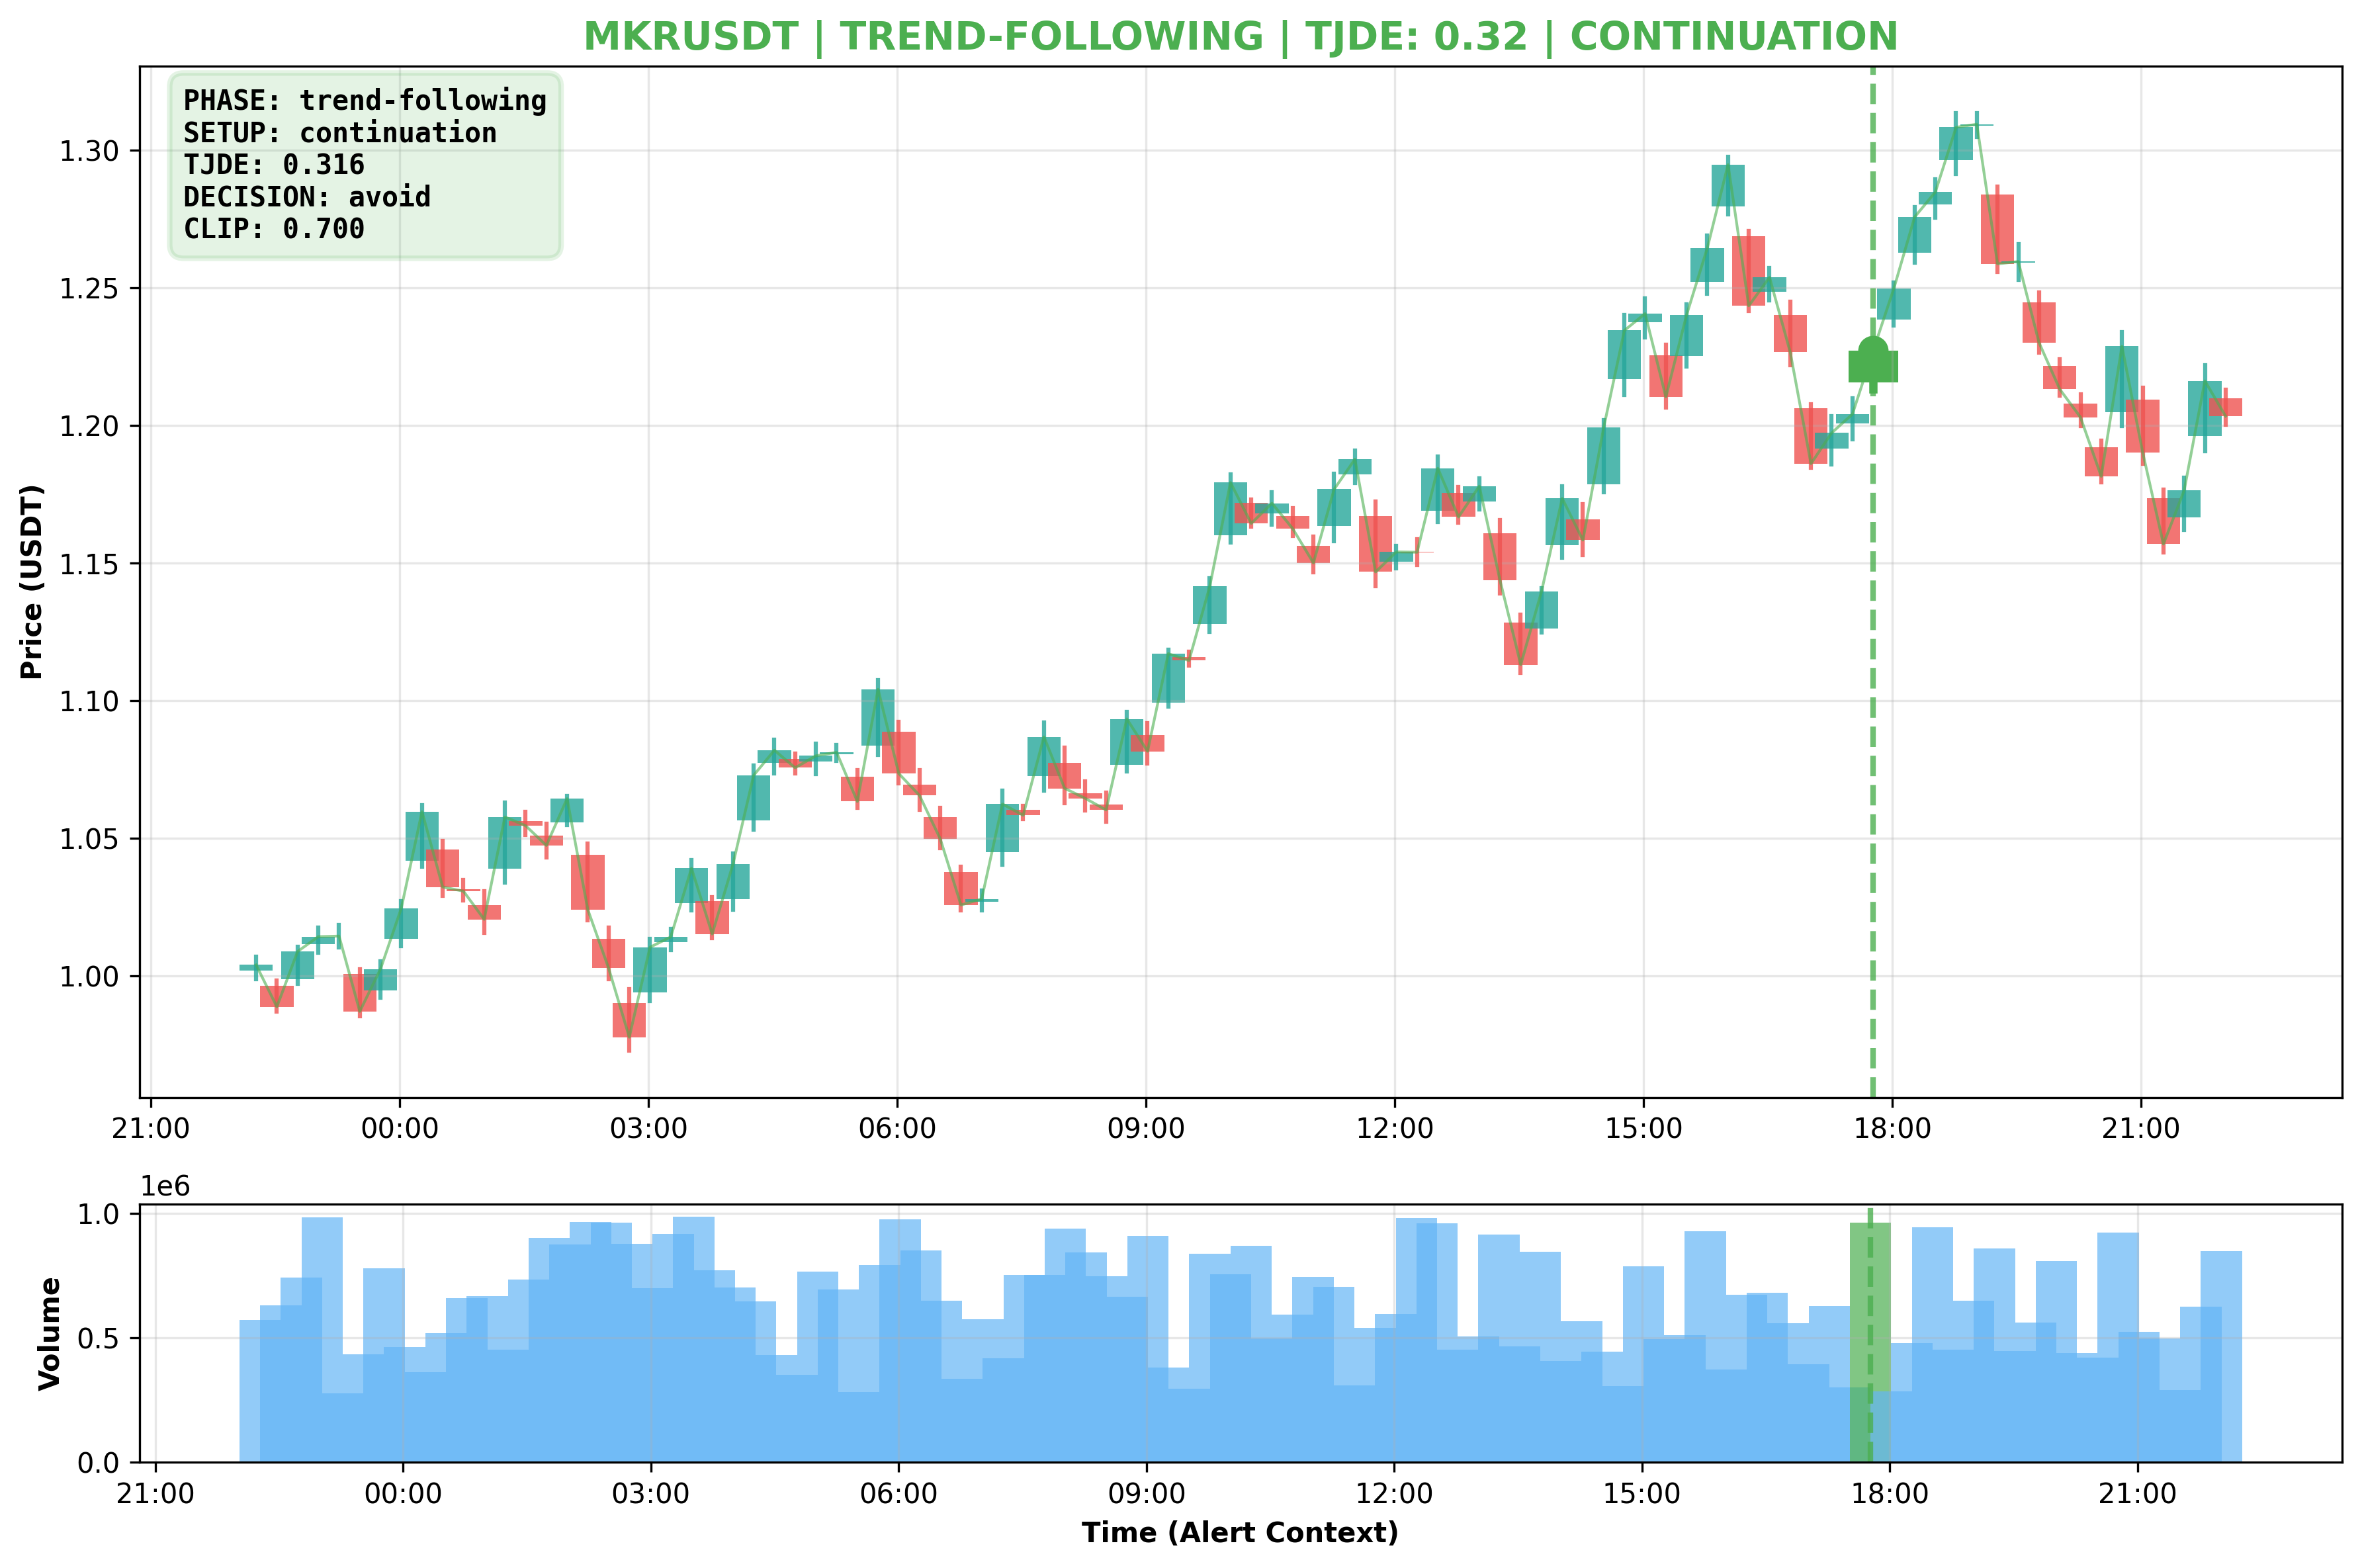 MKRUSDT | TREND-FOLLOWING | TJDE: 0.32 | CONTINUATION
PHASE: trend-following
SETUP: continuation
TJDE: 0.316
DECISION: avoid
CLIP: 0.700
Price (USDT)
1.30
1.25
1.20
1.15
1.10
1.05
1.00
21:00 00:00 03:00 06:00 09:00 12:00 15:00 18:00 21:00
1e6
Volume
1.0
0.5
0.0
21:00 00:00 03:00 06:00 09:00 12:00 15:00 18:00 21:00
Time (Alert Context)